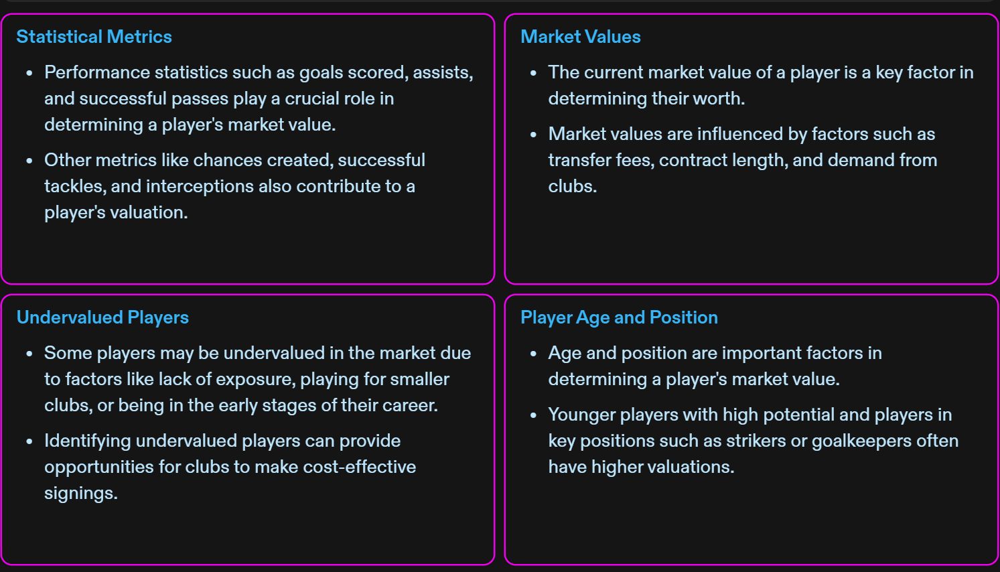 Statistical Metrics
• Performance statistics such as goals scored, assists,
and successful passes play a crucial role in
determining a player's market value.
• Other metrics like chances created, successful
tackles, and interceptions also contribute to a
player's valuation.
Market Values
• The current market value of a player is a key factor in
determining their worth.
• Market values are influenced by factors such as
transfer fees, contract length, and demand from
clubs.
Undervalued Players
• Some players may be undervalued in the market due
to factors like lack of exposure, playing for smaller
clubs, or being in the early stages of their career.
• Identifying undervalued players can provide
opportunities for clubs to make cost-effective
signings.
Player Age and Position
• Age and position are important factors in
determining a player's market value.
• Younger players with high potential and players in
key positions such as strikers or goalkeepers often
have higher valuations.